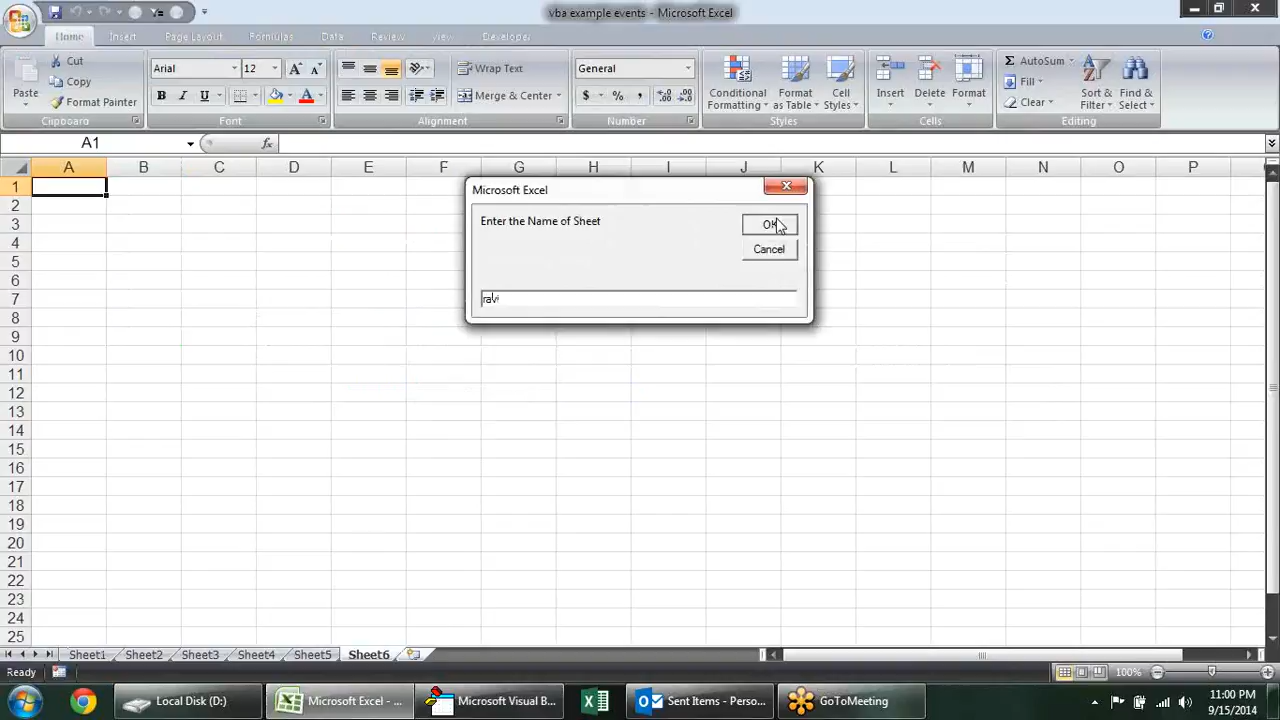 vba example events - Microsoft Excel
Home Insert Page Layout Formulas Data Review View Developer
Paste
Cut
Copy
Format Painter
Clipboard
Arial 12
B I U
Font
Wrap Text
Merge & Center
Alignment
General
$ % ,
Number
Conditional Formatting
Format as Table
Cell Styles
Styles
Insert Delete Format
Cells
Σ AutoSum
Fill
Clear
Sort & Filter
Find & Select
Editing
A1 fx
A B C D E F G H I J K L M N O P
1
2
3
4
5
6
7
8
9
10
11
12
13
14
15
16
17
18
19
20
21
22
23
24
25
Microsoft Excel
Enter the Name of Sheet
OK
Cancel
ravi
Sheet1 Sheet2 Sheet3 Sheet4 Sheet5 Sheet6
Ready 100%
Local Disk (D:) Microsoft Excel - ... Microsoft Visual B... Sent Items - Perso... GoToMeeting
11:00 PM
9/15/2014